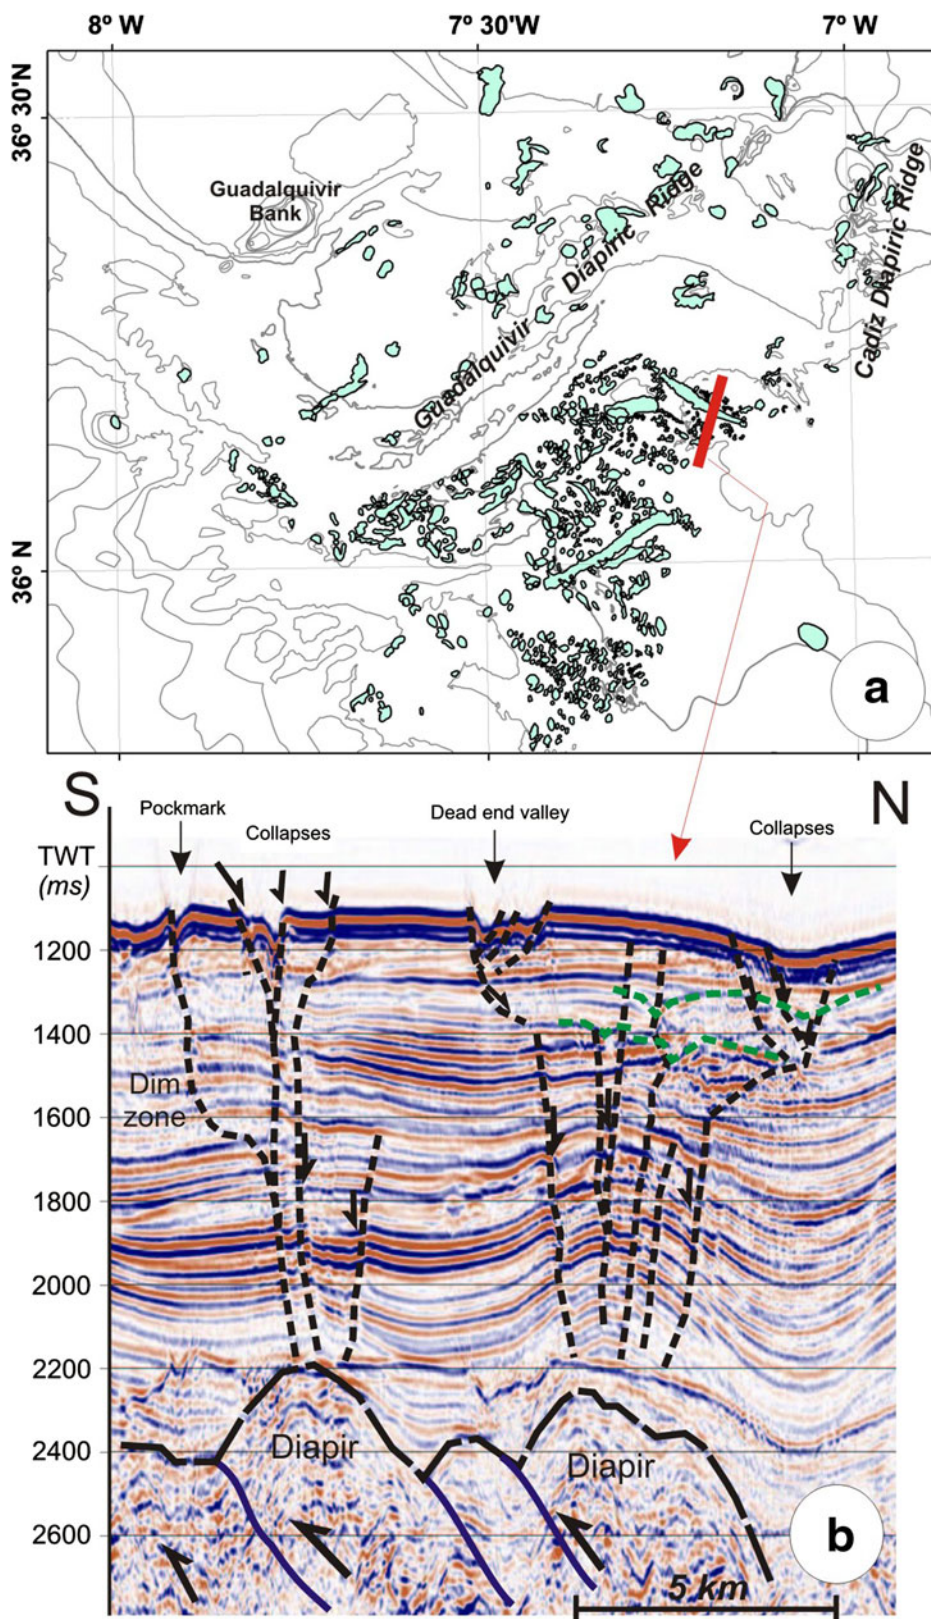 8º W
7º 30'W
7º W
36º 30'N
Guadalquivir
Bank
Guadalquivir Diapiric Ridge
Cadiz Diapiric Ridge
36º N
a
S
N
Pockmark
Collapses
Dead end valley
Collapses
TWT
(ms)
1200
1400
Dim
zone
1600
1800
2000
2200
2400
Diapir
Diapir
2600
b
5 km